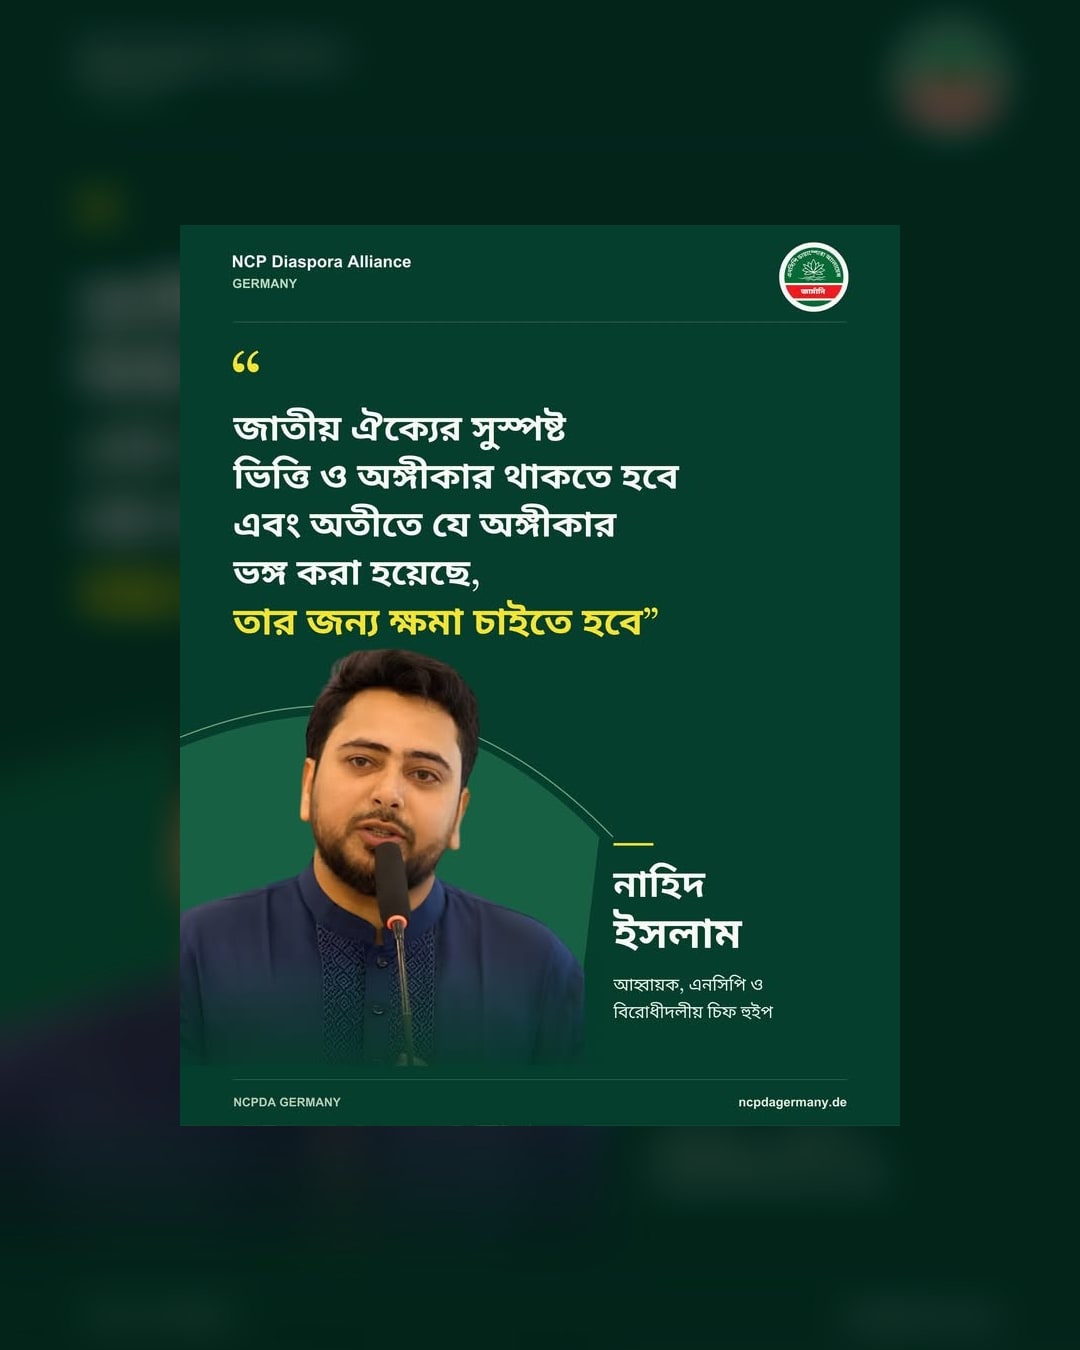 NCP Diaspora Alliance
GERMANY
জার্মানি
“
জাতীয় ঐক্যের সুস্পষ্ট
ভিত্তি ও অঙ্গীকার থাকতে হবে
এবং অতীতে যে অঙ্গীকার
ভঙ্গ করা হয়েছে,
তার জন্য ক্ষমা চাইতে হবে”
নাহিদ
ইসলাম
আহ্বায়ক, এনসিপি ও
বিরোধীদলীয় চিফ হুইপ
NCPDA GERMANY
ncpdagermany.de